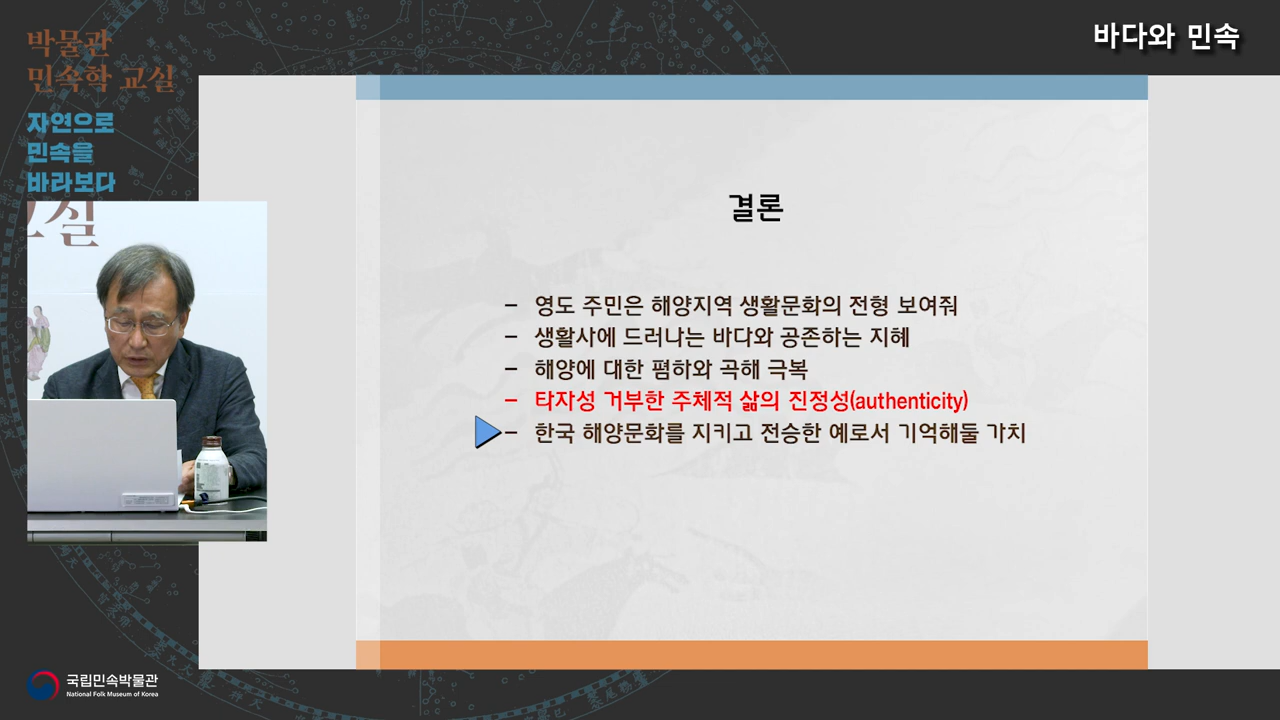 박물관
민속학 교실
자연으로
민속을
바라보다
교실
바다와 민속
결론
- 영도 주민은 해양지역 생활문화의 전형 보여줘
- 생활사에 드러나는 바다와 공존하는 지혜
- 해양에 대한 폄하와 곡해 극복
- 타자성 거부한 주체적 삶의 진정성(authenticity)
- 한국 해양문화를 지키고 전승한 예로서 기억해둘 가치
국립민속박물관
National Folk Museum of Korea